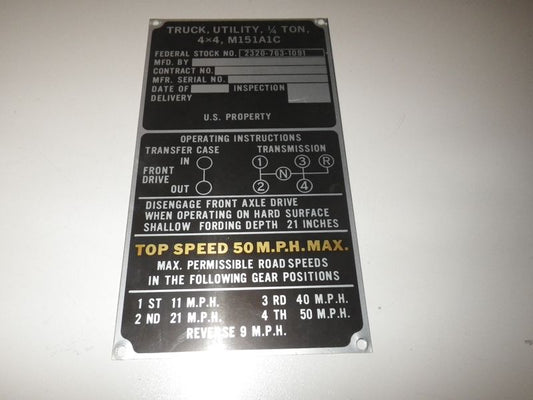 TRUCK, UTILITY, ¼ TON,
4×4, M151A1C
FEDERAL STOCK NO. 2320-763-1091
MFD. BY
CONTRACT NO.
MFR. SERIAL NO.
DATE OF INSPECTION
DELIVERY
U.S. PROPERTY
OPERATING INSTRUCTIONS
TRANSFER CASE TRANSMISSION
IN 1 3 R
FRONT
DRIVE N
OUT 2 4
DISENGAGE FRONT AXLE DRIVE
WHEN OPERATING ON HARD SURFACE
SHALLOW FORDING DEPTH 21 INCHES
TOP SPEED 50 M.P.H. MAX.
MAX. PERMISSIBLE ROAD SPEEDS
IN THE FOLLOWING GEAR POSITIONS
1 ST 11 M.P.H. 3 RD 40 M.P.H.
2 ND 21 M.P.H. 4 TH 50 M.P.H.
REVERSE 9 M.P.H.